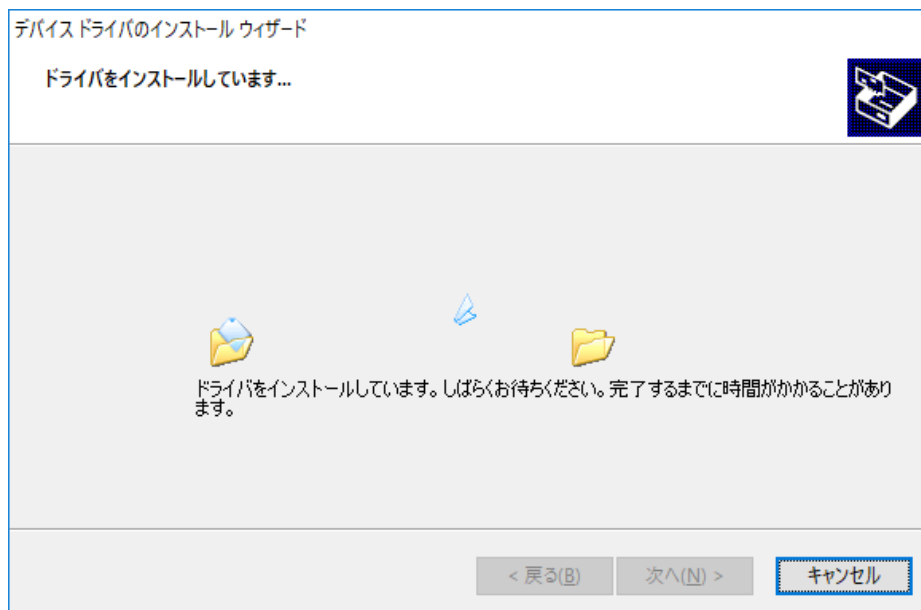 デバイス ドライバのインストール ウィザード
ドライバをインストールしています...
ドライバをインストールしています。しばらくお待ちください。完了するまでに時間がかかることがあり
ます。
< 戻る(B)
次へ(N) >
キャンセル